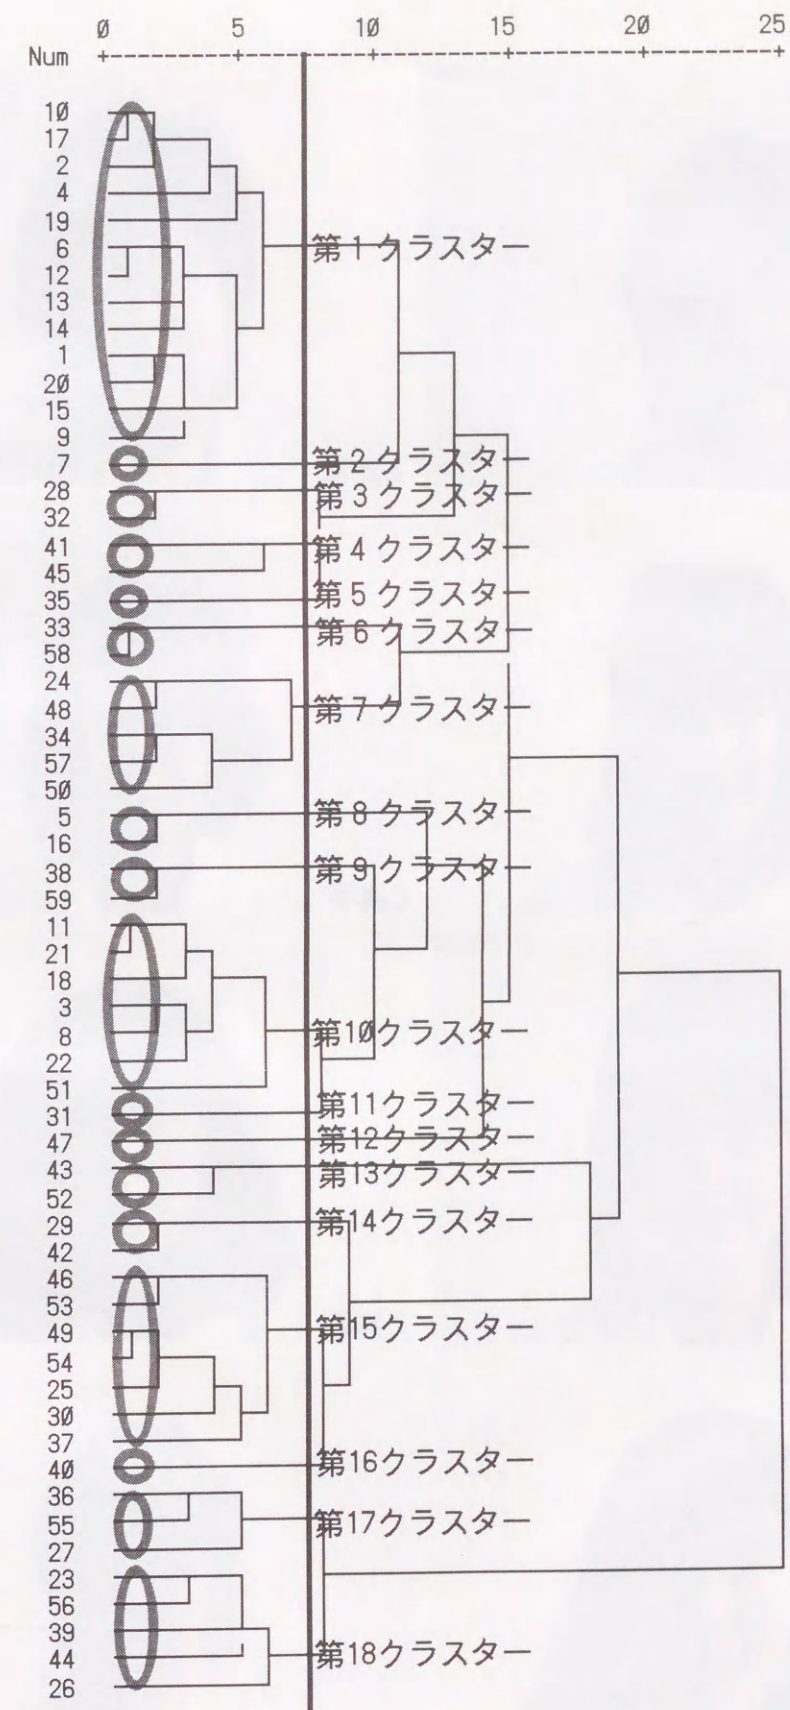 Ø 5 1Ø 15 2Ø 25
Num +---------+---------+---------+---------+---------+
1Ø
17
2
4
19
6 第1クラスター
12
13
14
1
2Ø
15
9
7 第2クラスター
28 第3クラスター
32
41 第4クラスター
45
35 第5クラスター
33 第6クラスター
58
24
48 第7クラスター
34
57
5Ø
5 第8クラスター
16
38 第9クラスター
59
11
21
18
3
8 第1Øクラスター
22
51
31 第11クラスター
47 第12クラスター
43 第13クラスター
52
29 第14クラスター
42
46
53
49 第15クラスター
54
25
3Ø
37
4Ø 第16クラスター
36
55 第17クラスター
27
23
56
39
44 第18クラスター
26